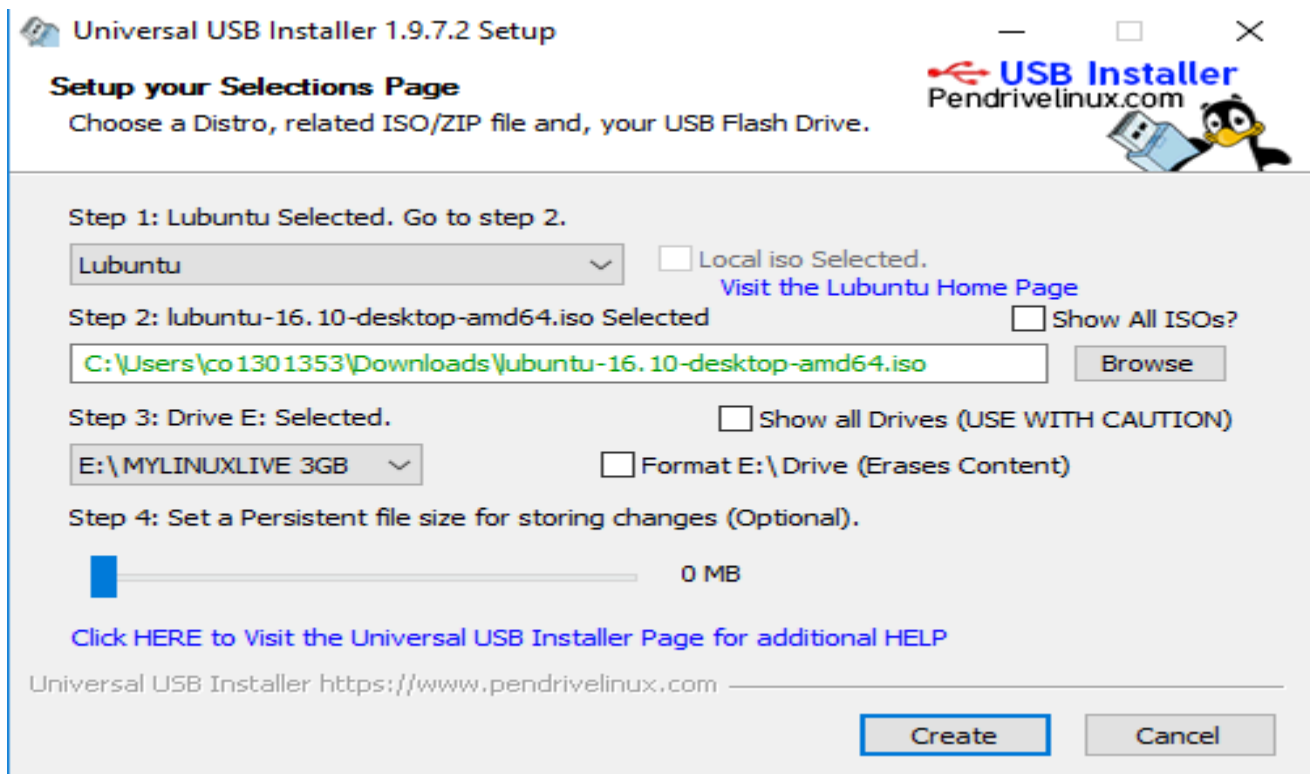 Universal USB Installer 1.9.7.2 Setup
Setup your Selections Page
Choose a Distro, related ISO/ZIP file and, your USB Flash Drive.
USB Installer
Pendrivelinux.com
Step 1: Lubuntu Selected. Go to step 2.
Lubuntu
Local iso Selected.
Visit the Lubuntu Home Page
Step 2: lubuntu-16.10-desktop-amd64.iso Selected
Show All ISOs?
C:\Users\co1301353\Downloads\lubuntu-16.10-desktop-amd64.iso
Browse
Step 3: Drive E: Selected.
Show all Drives (USE WITH CAUTION)
E:\MYLINUXLIVE 3GB
Format E:\Drive (Erases Content)
Step 4: Set a Persistent file size for storing changes (Optional).
0 MB
Click HERE to Visit the Universal USB Installer Page for additional HELP
Universal USB Installer https://www.pendrivelinux.com
Create
Cancel